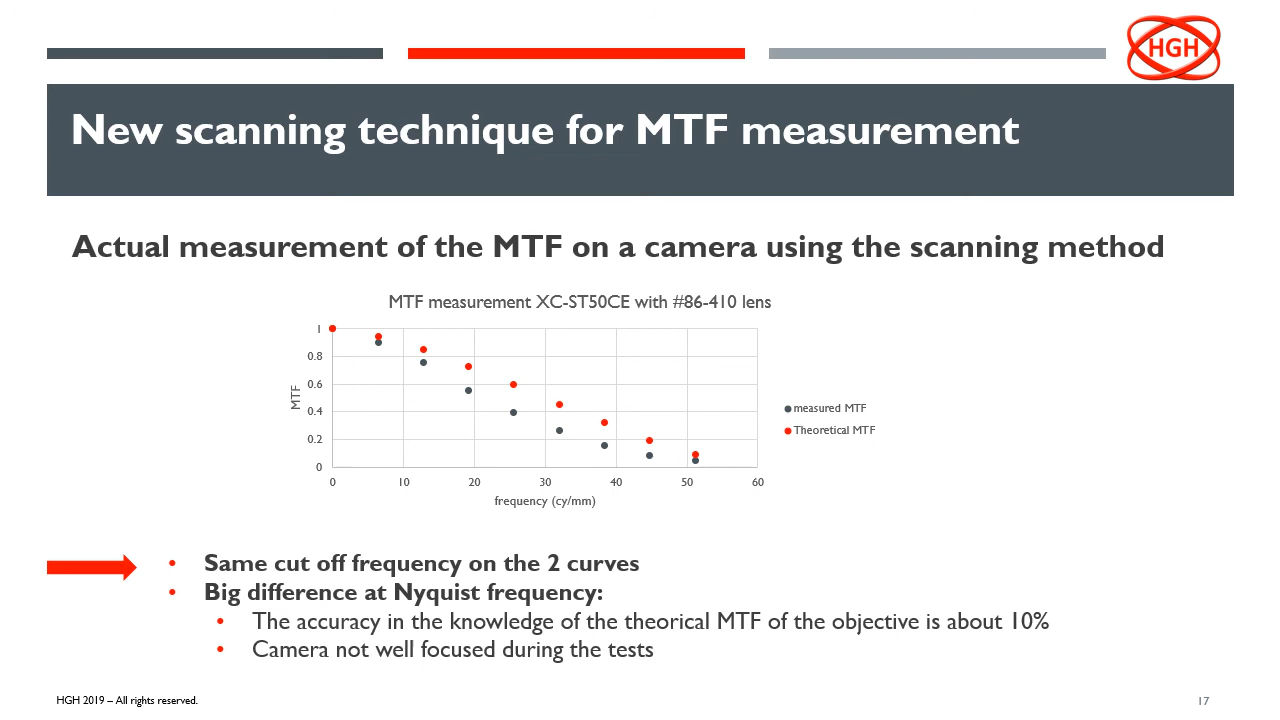 HGH
New scanning technique for MTF measurement
Actual measurement of the MTF on a camera using the scanning method
MTF measurement XC-ST50CE with #86-410 lens
1
0.8
0.6
0.4
0.2
0
MTF
0 10 20 30 40 50 60
frequency (cy/mm)
measured MTF
Theoretical MTF
• Same cut off frequency on the 2 curves
• Big difference at Nyquist frequency:
• The accuracy in the knowledge of the theorical MTF of the objective is about 10%
• Camera not well focused during the tests
HGH 2019 – All rights reserved.
17